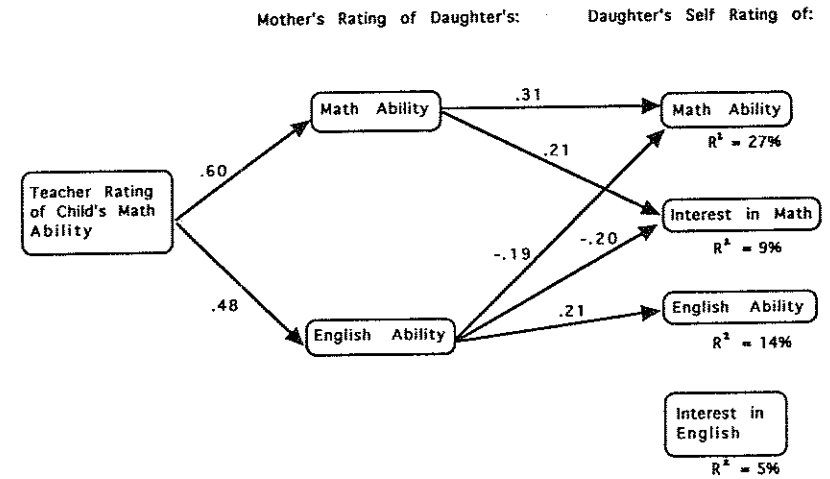 Mother's Rating of Daughter's:
Daughter's Self Rating of:
Math Ability
.31
Math Ability
R² = 27%
.60
.21
Teacher Rating
of Child's Math
Ability
Interest in Math
R² = 9%
-.19
-.20
.48
English Ability
.21
English Ability
R² = 14%
Interest in
English
R² = 5%